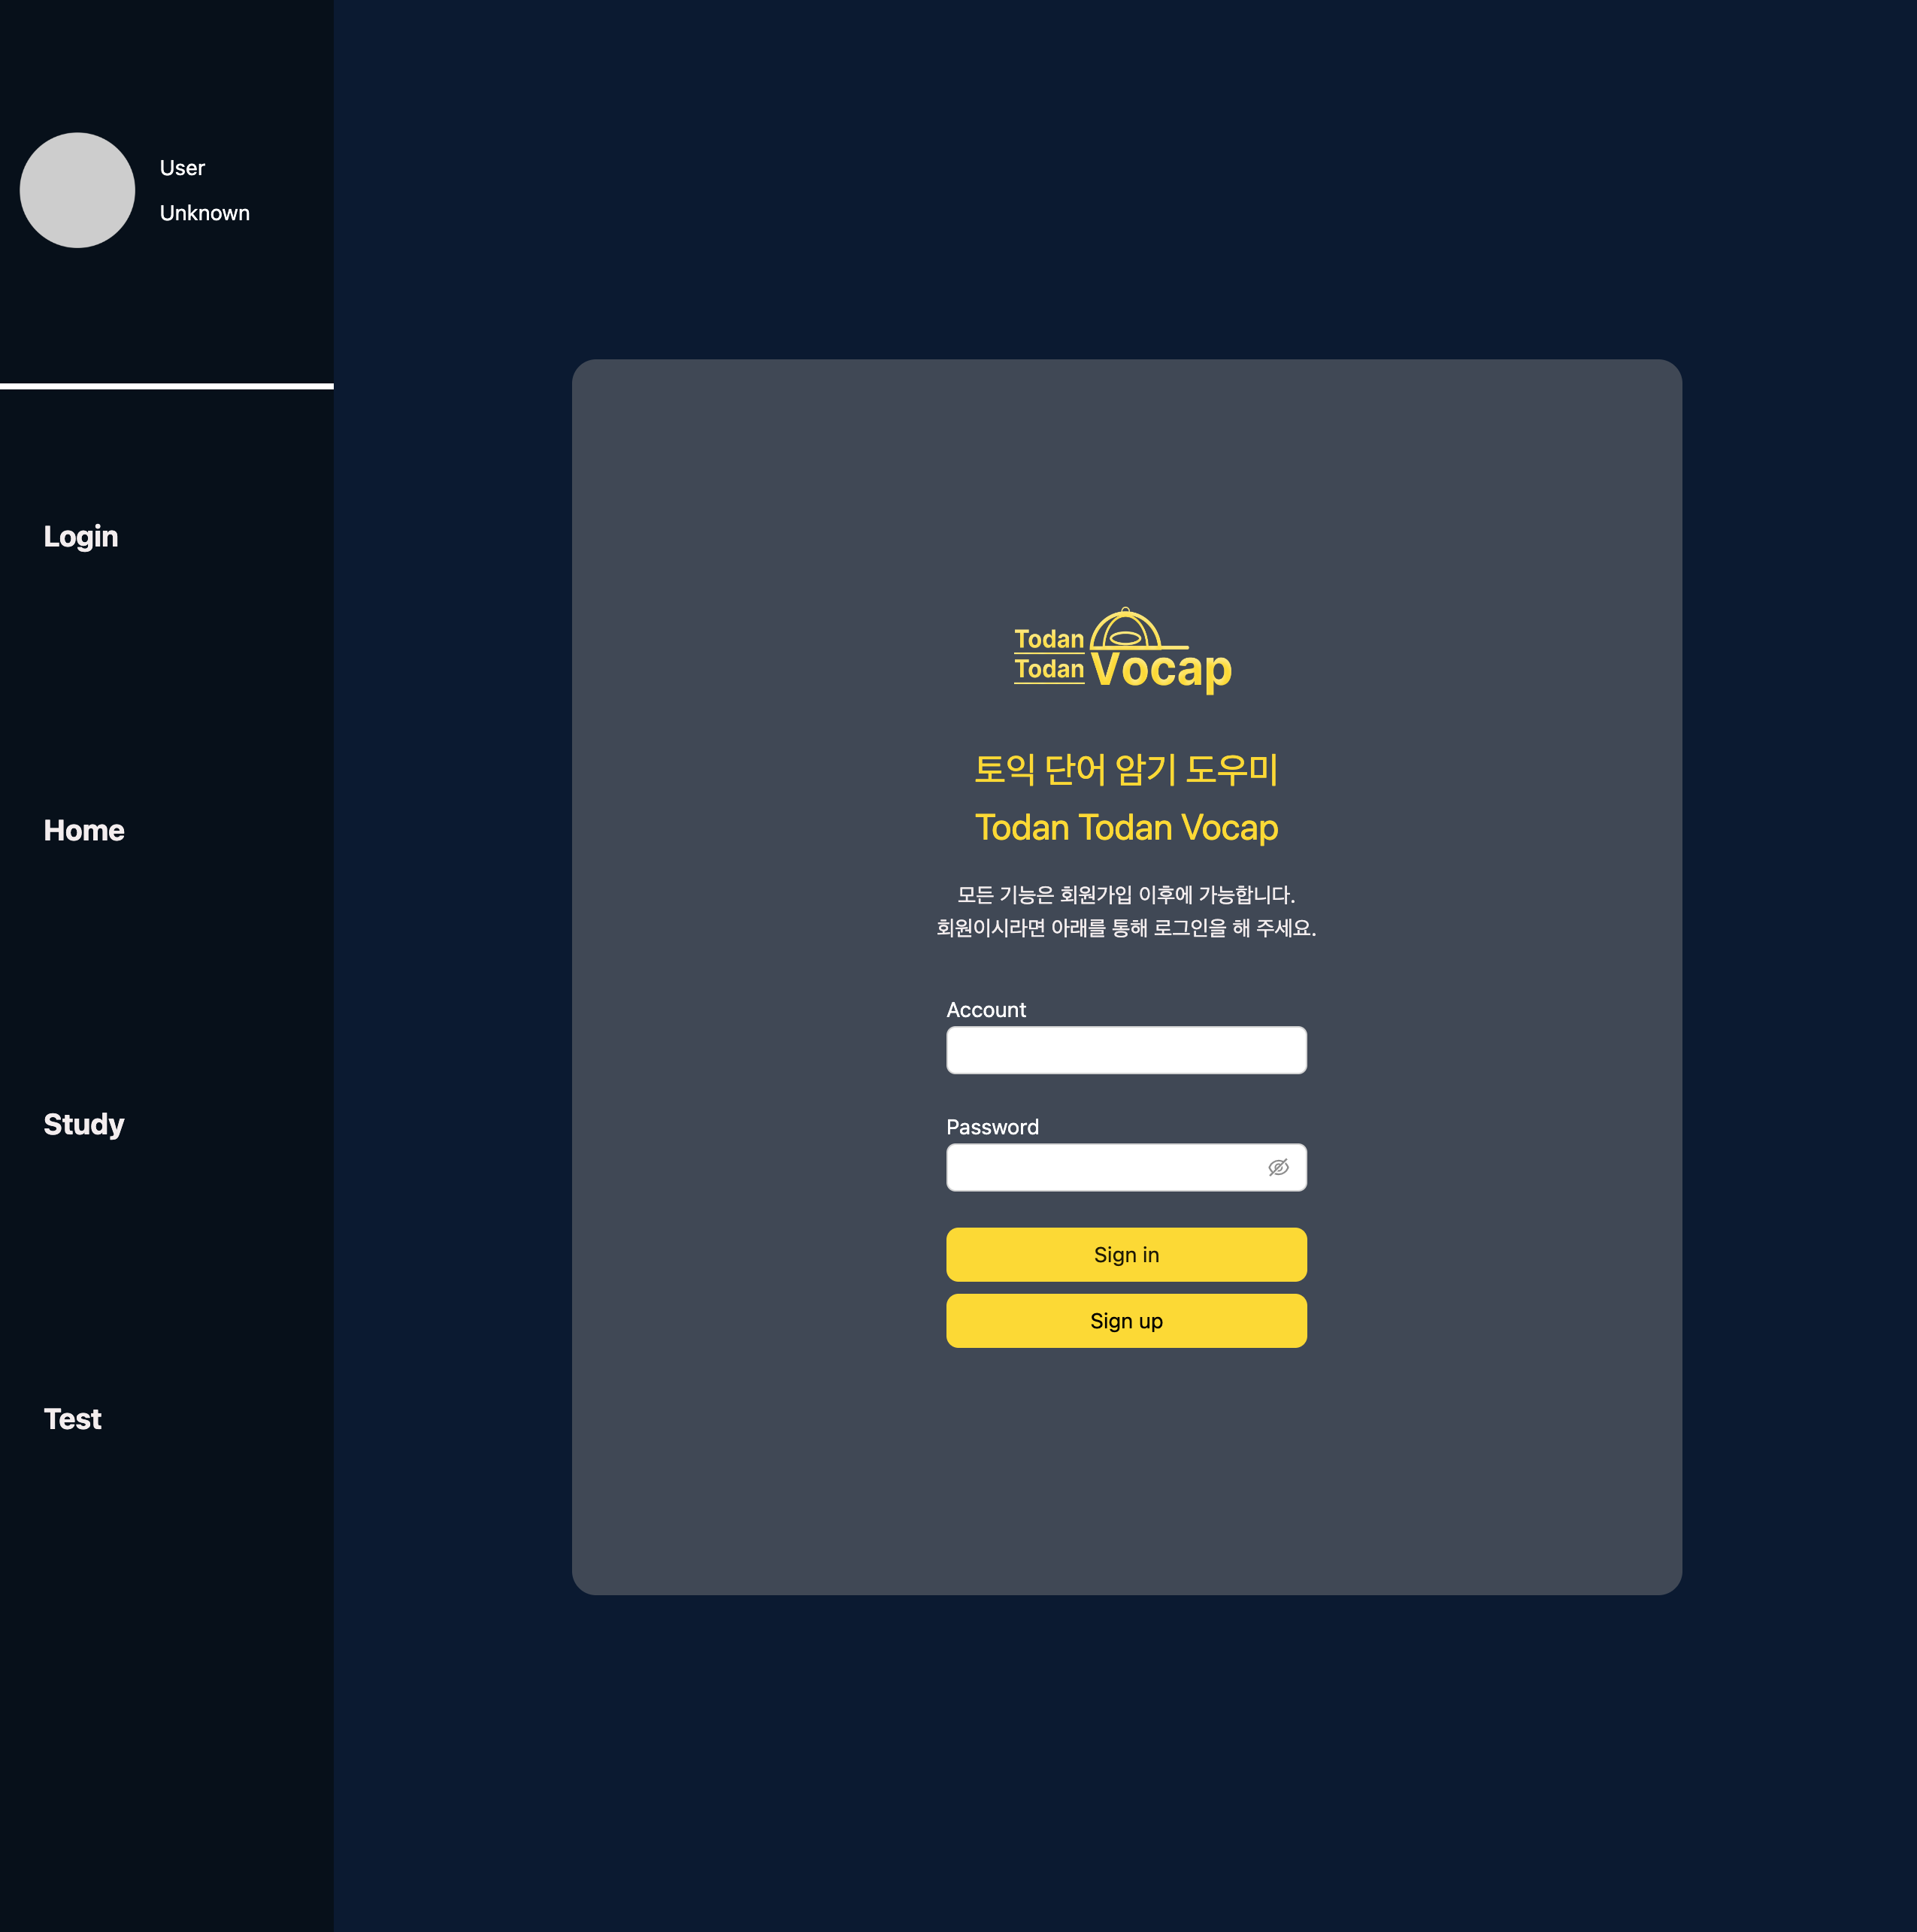 User
Unknown
Login
Home
Study
Test
Todan
Todan
Vocap
토익 단어 암기 도우미
Todan Todan Vocap
모든 기능은 회원가입 이후에 가능합니다.
회원이시라면 아래를 통해 로그인을 해 주세요.
Account
Password
Sign in
Sign up